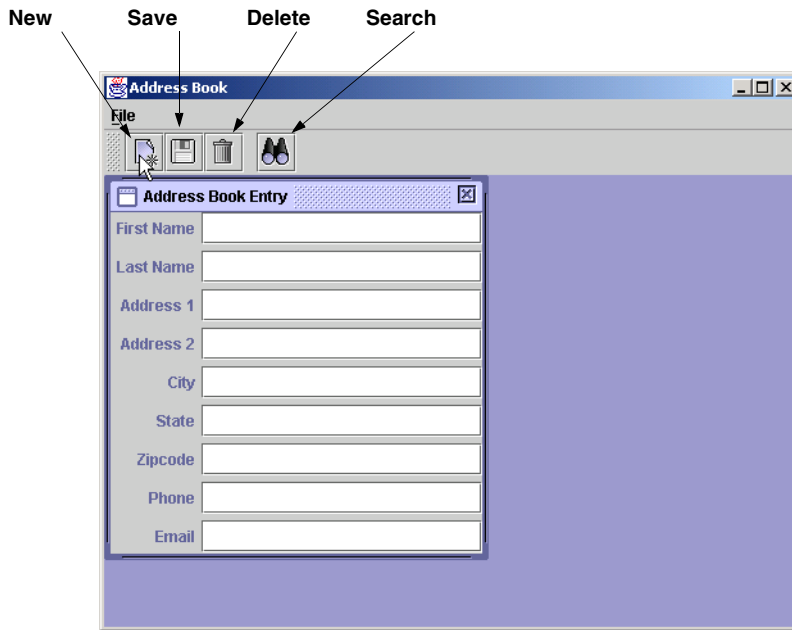 New Save Delete Search
Address Book
File
Address Book Entry
First Name
Last Name
Address 1
Address 2
City
State
Zipcode
Phone
Email